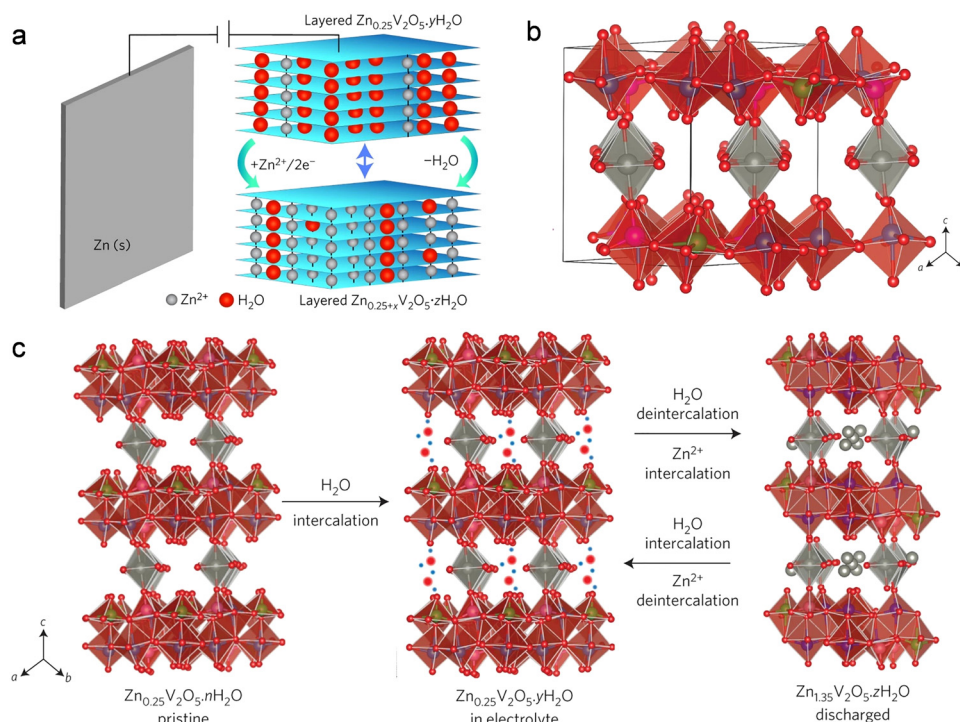 a
Layered Zn₀.₂₅V₂O₅.yH₂O
+Zn²⁺/2e⁻
−H₂O
Zn (s)
Zn²⁺
H₂O
Layered Zn₀.₂₅₊ₓV₂O₅·zH₂O
b
c
a
b
c
c
a
b
H₂O
intercalation
H₂O
deintercalation
Zn²⁺
intercalation
H₂O
intercalation
Zn²⁺
deintercalation
Zn₀.₂₅V₂O₅.nH₂O
pristine
Zn₀.₂₅V₂O₅.yH₂O
in electrolyte
Zn₁.₃₅V₂O₅.zH₂O
discharged